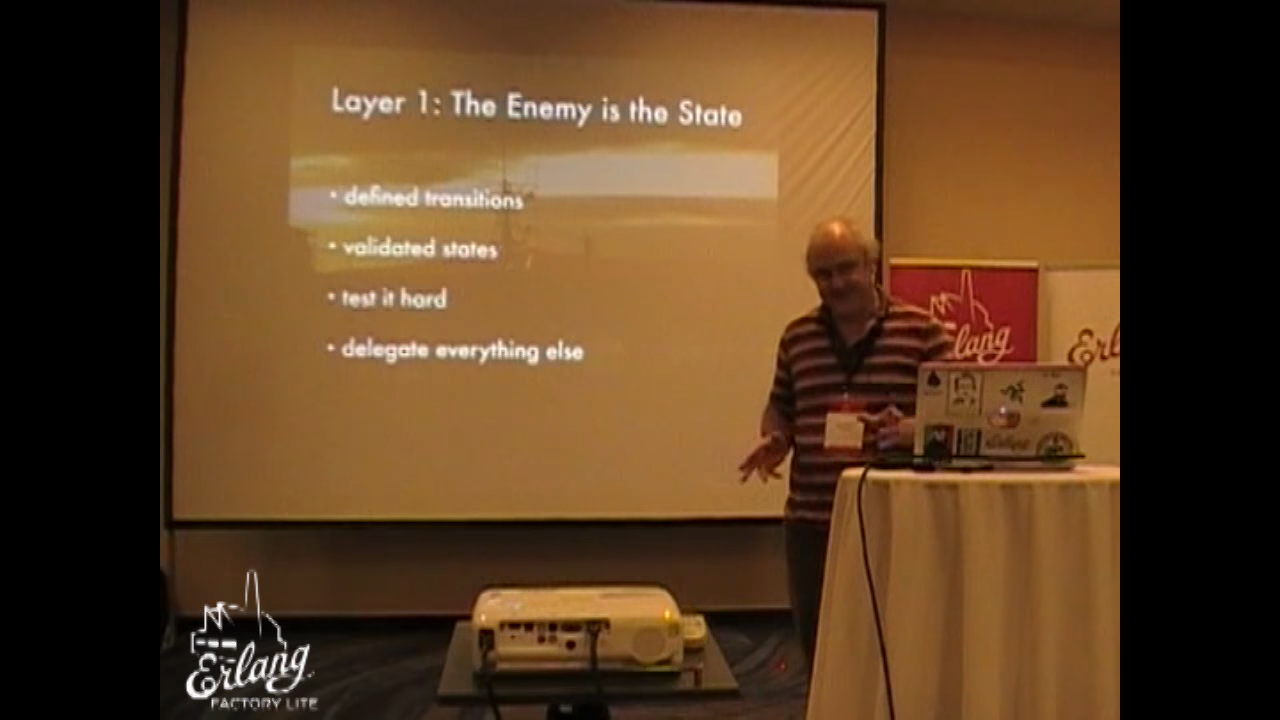 Layer 1: The Enemy is the State
• defined transitions
• validated states
• test it hard
• delegate everything else
Erlang
Erlang
FACTORY LITE